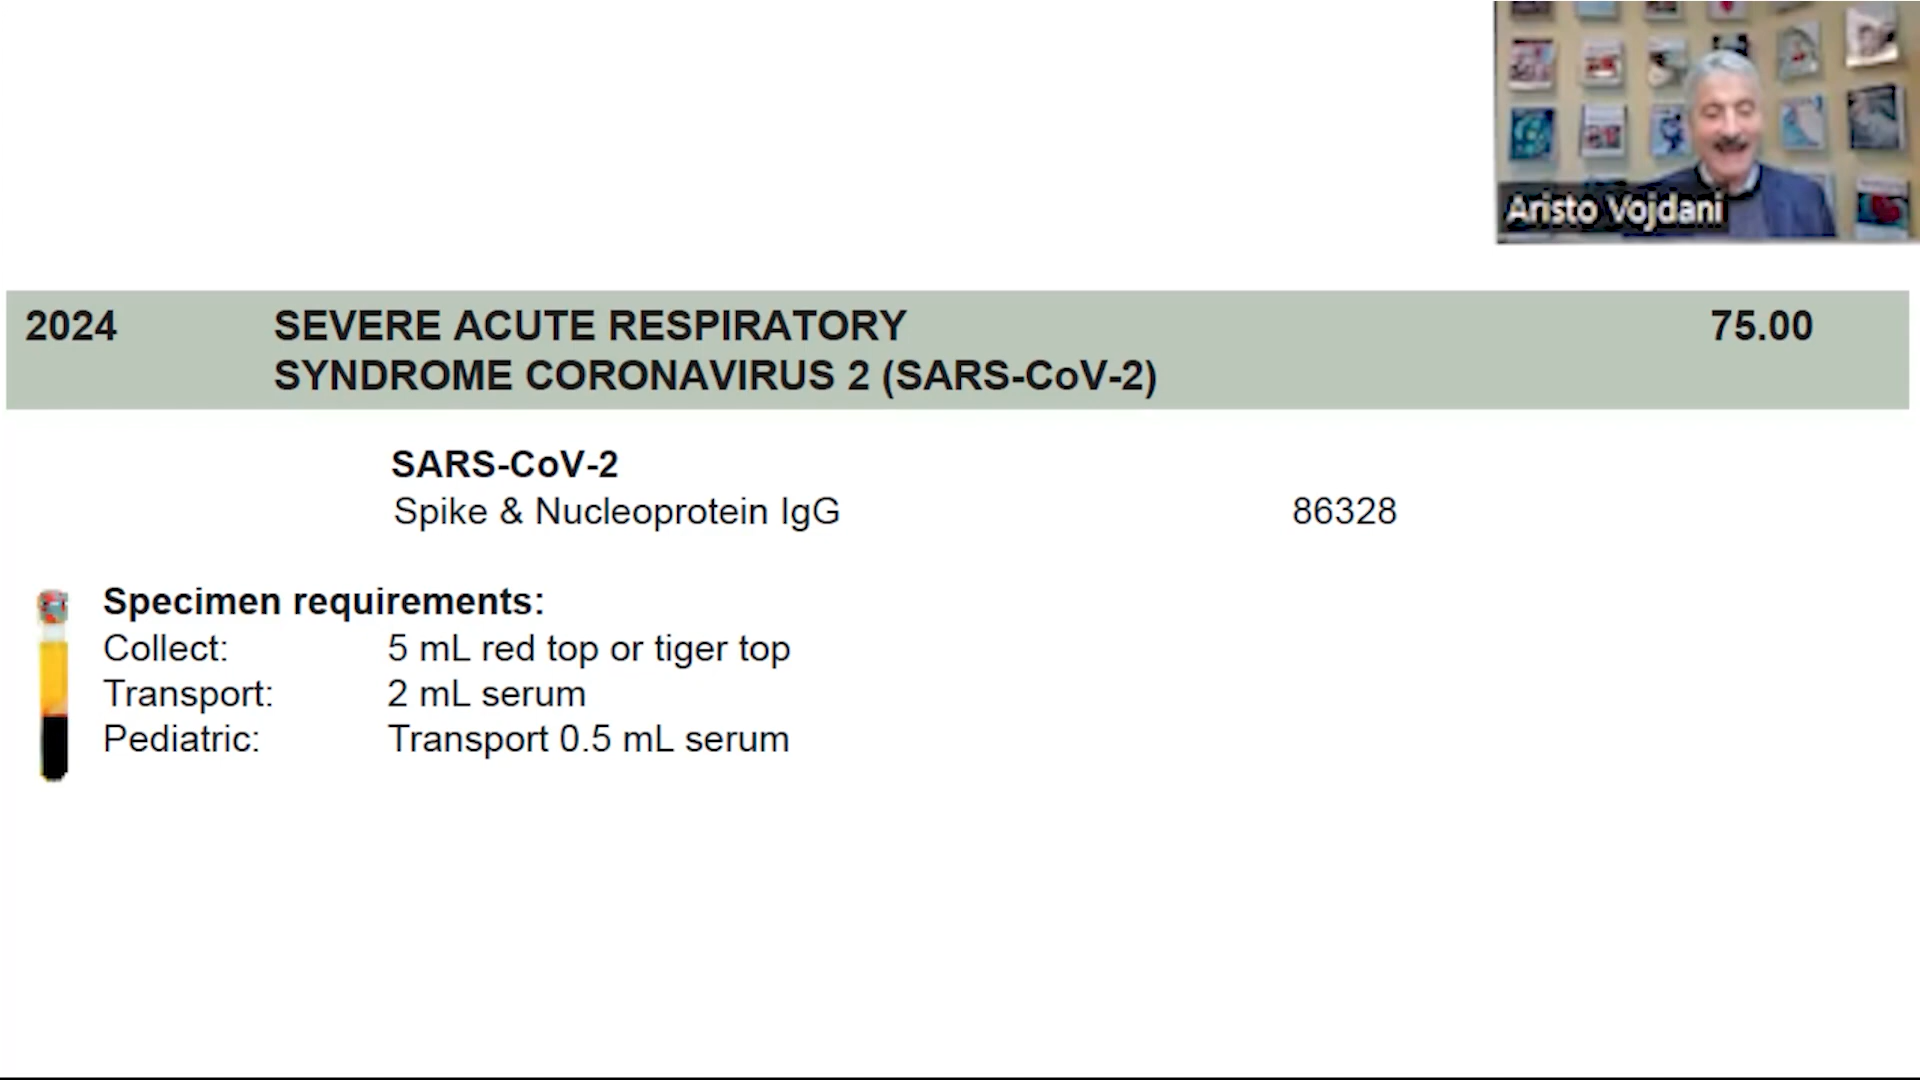 Aristo Vojdani
2024 SEVERE ACUTE RESPIRATORY 75.00
SYNDROME CORONAVIRUS 2 (SARS-CoV-2)
SARS-CoV-2
Spike & Nucleoprotein IgG 86328
Specimen requirements:
Collect: 5 mL red top or tiger top
Transport: 2 mL serum
Pediatric: Transport 0.5 mL serum